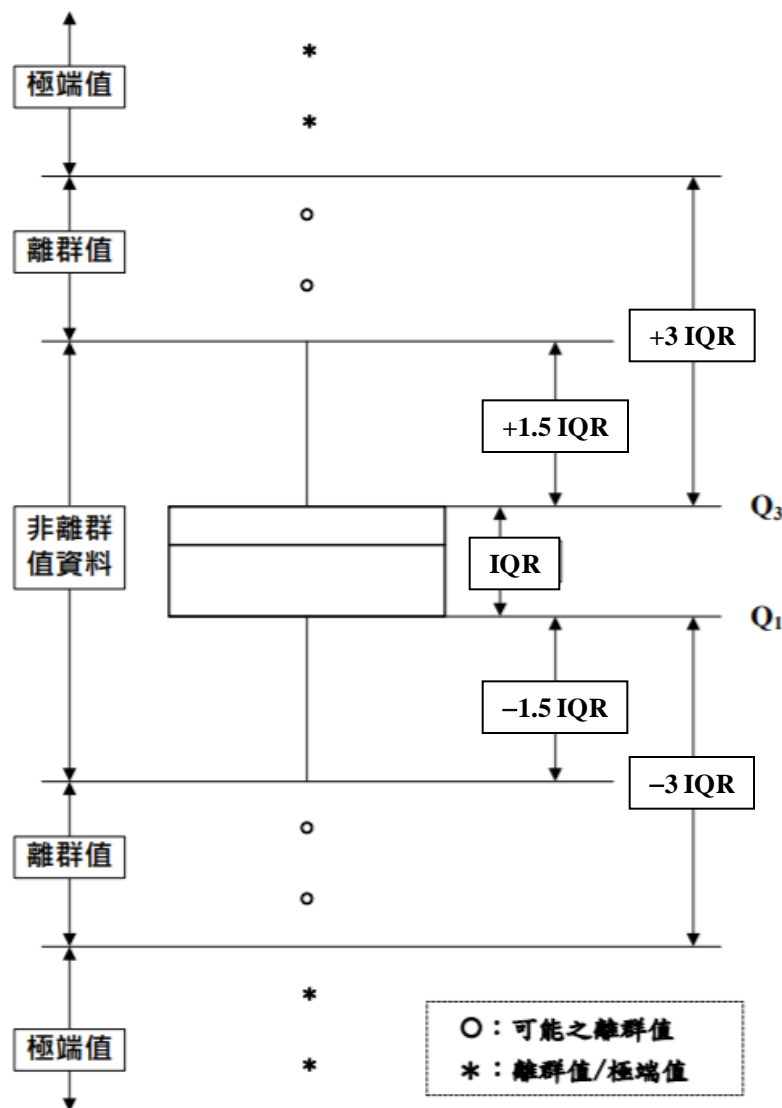 極端值
離群值
+3 IQR
+1.5 IQR
Q₃
非離群
值資料
IQR
Q₁
−1.5 IQR
−3 IQR
離群值
極端值
○：可能之離群值
*：離群值/極端值